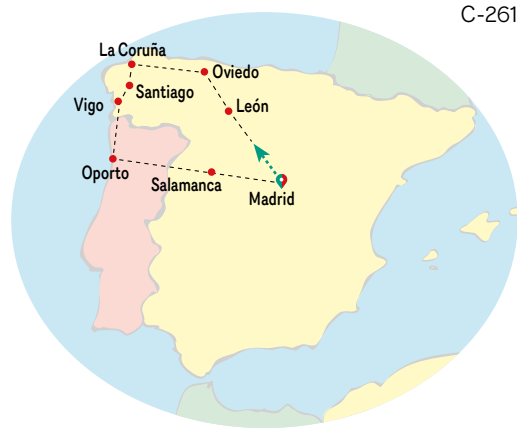 C-261
La Coruña
Oviedo
Santiago
León
Vigo
Oporto
Salamanca
Madrid